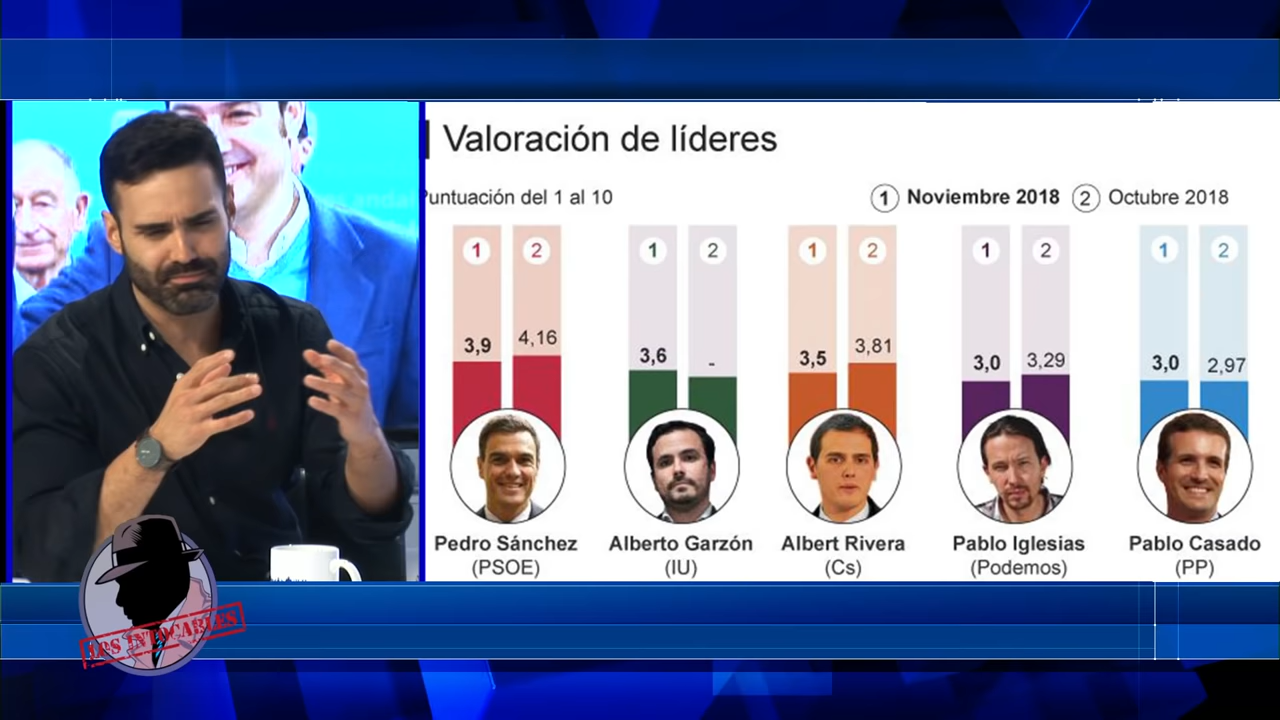 Valoración de líderes
Puntuación del 1 al 10
1 Noviembre 2018 2 Octubre 2018
1 2 1 2 1 2 1 2 1 2
3,9 4,16 3,6 - 3,5 3,81 3,0 3,29 3,0 2,97
Pedro Sánchez Alberto Garzón Albert Rivera Pablo Iglesias Pablo Casado
(PSOE) (IU) (Cs) (Podemos) (PP)
LOS INTOCABLES